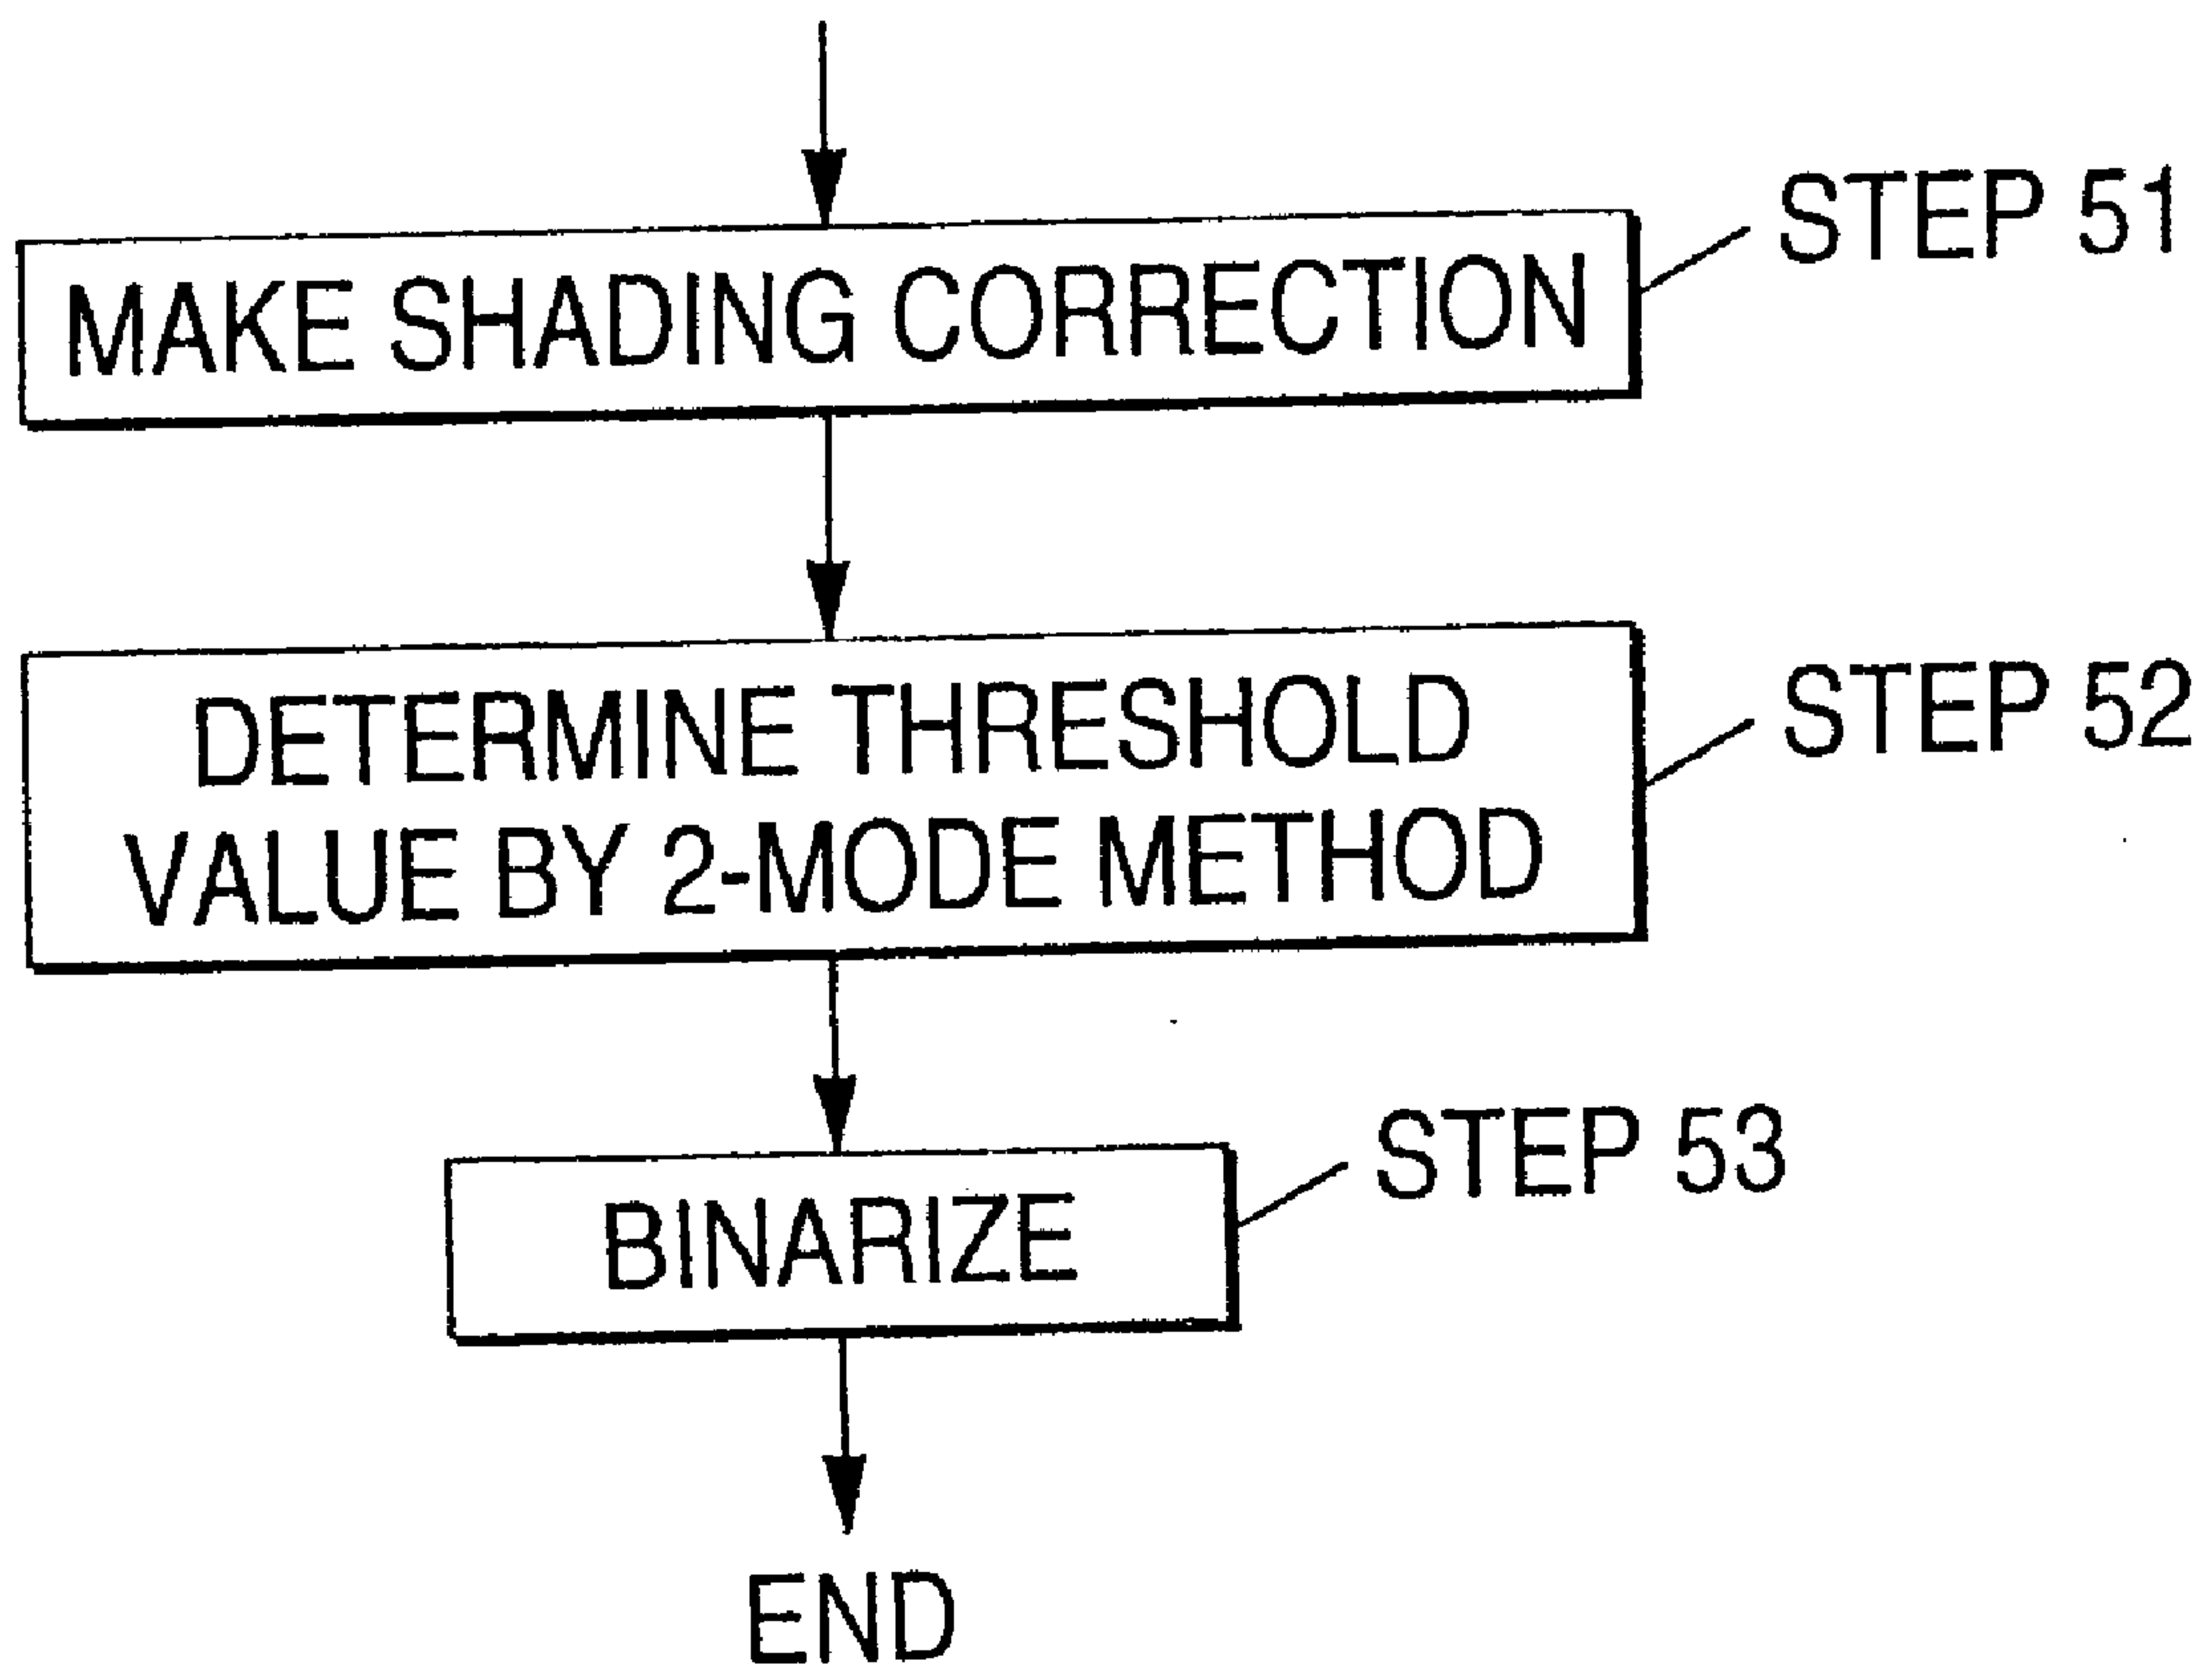 STEP 51
MAKE SHADING CORRECTION
STEP 52
DETERMINE THRESHOLD
VALUE BY 2-MODE METHOD
STEP 53
BINARIZE
END